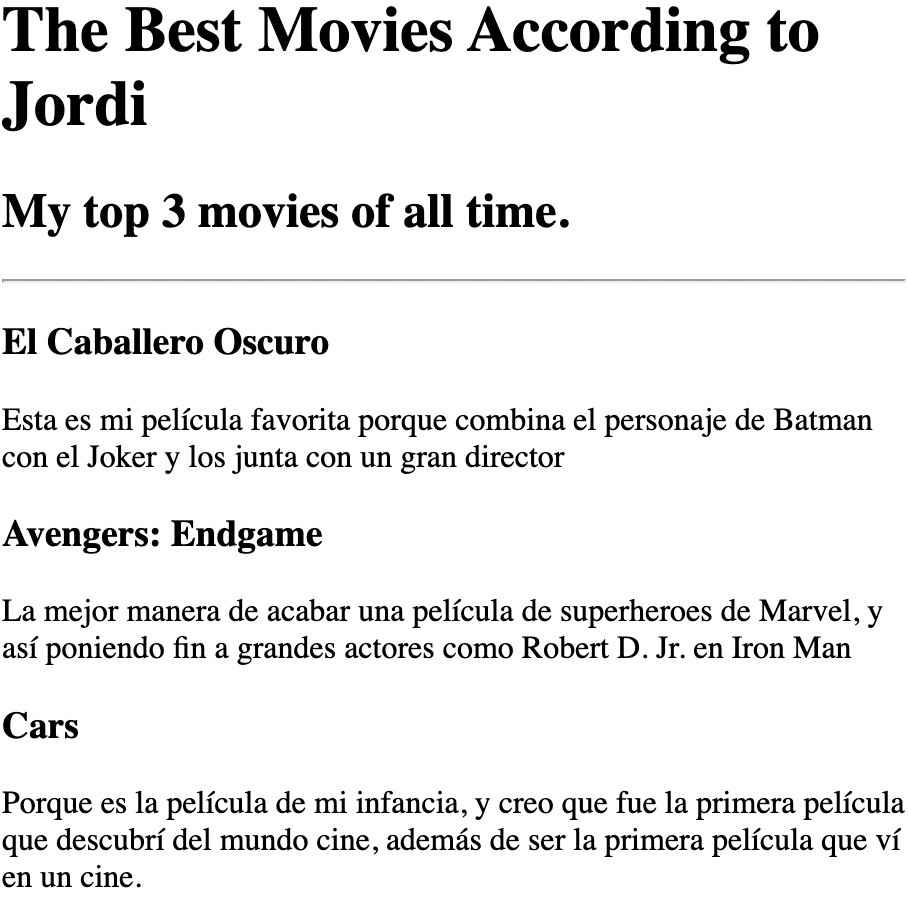 The Best Movies According to
Jordi
My top 3 movies of all time.
El Caballero Oscuro
Esta es mi película favorita porque combina el personaje de Batman
con el Joker y los junta con un gran director
Avengers: Endgame
La mejor manera de acabar una película de superheroes de Marvel, y
así poniendo fin a grandes actores como Robert D. Jr. en Iron Man
Cars
Porque es la película de mi infancia, y creo que fue la primera película
que descubrí del mundo cine, además de ser la primera película que ví
en un cine.